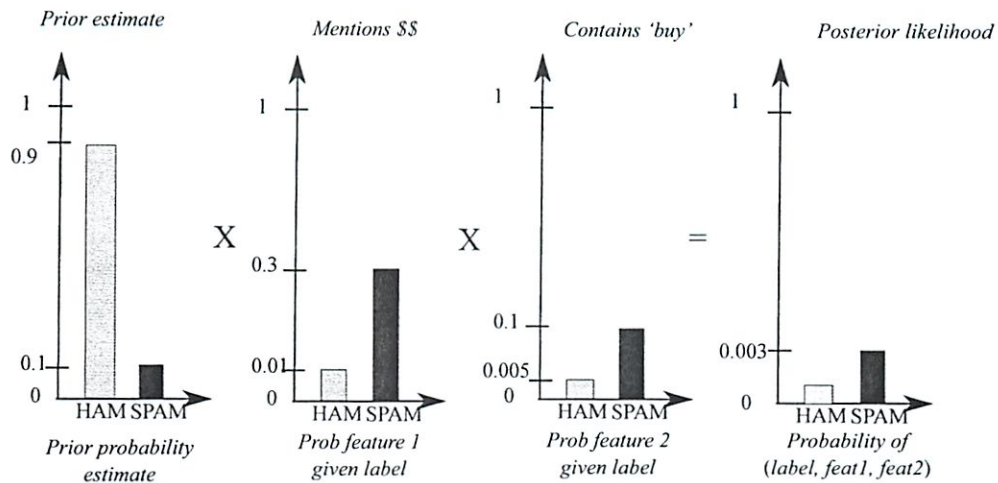 Prior estimate
1
0.9
0.1
0
HAM SPAM
Prior probability
estimate
X
Mentions $$
1
0.3
0.01
0
HAM SPAM
Prob feature 1
given label
X
Contains ‘buy’
1
0.1
0.005
0
HAM SPAM
Prob feature 2
given label
=
Posterior likelihood
1
0.003
0
HAM SPAM
Probability of
(label, feat1, feat2)